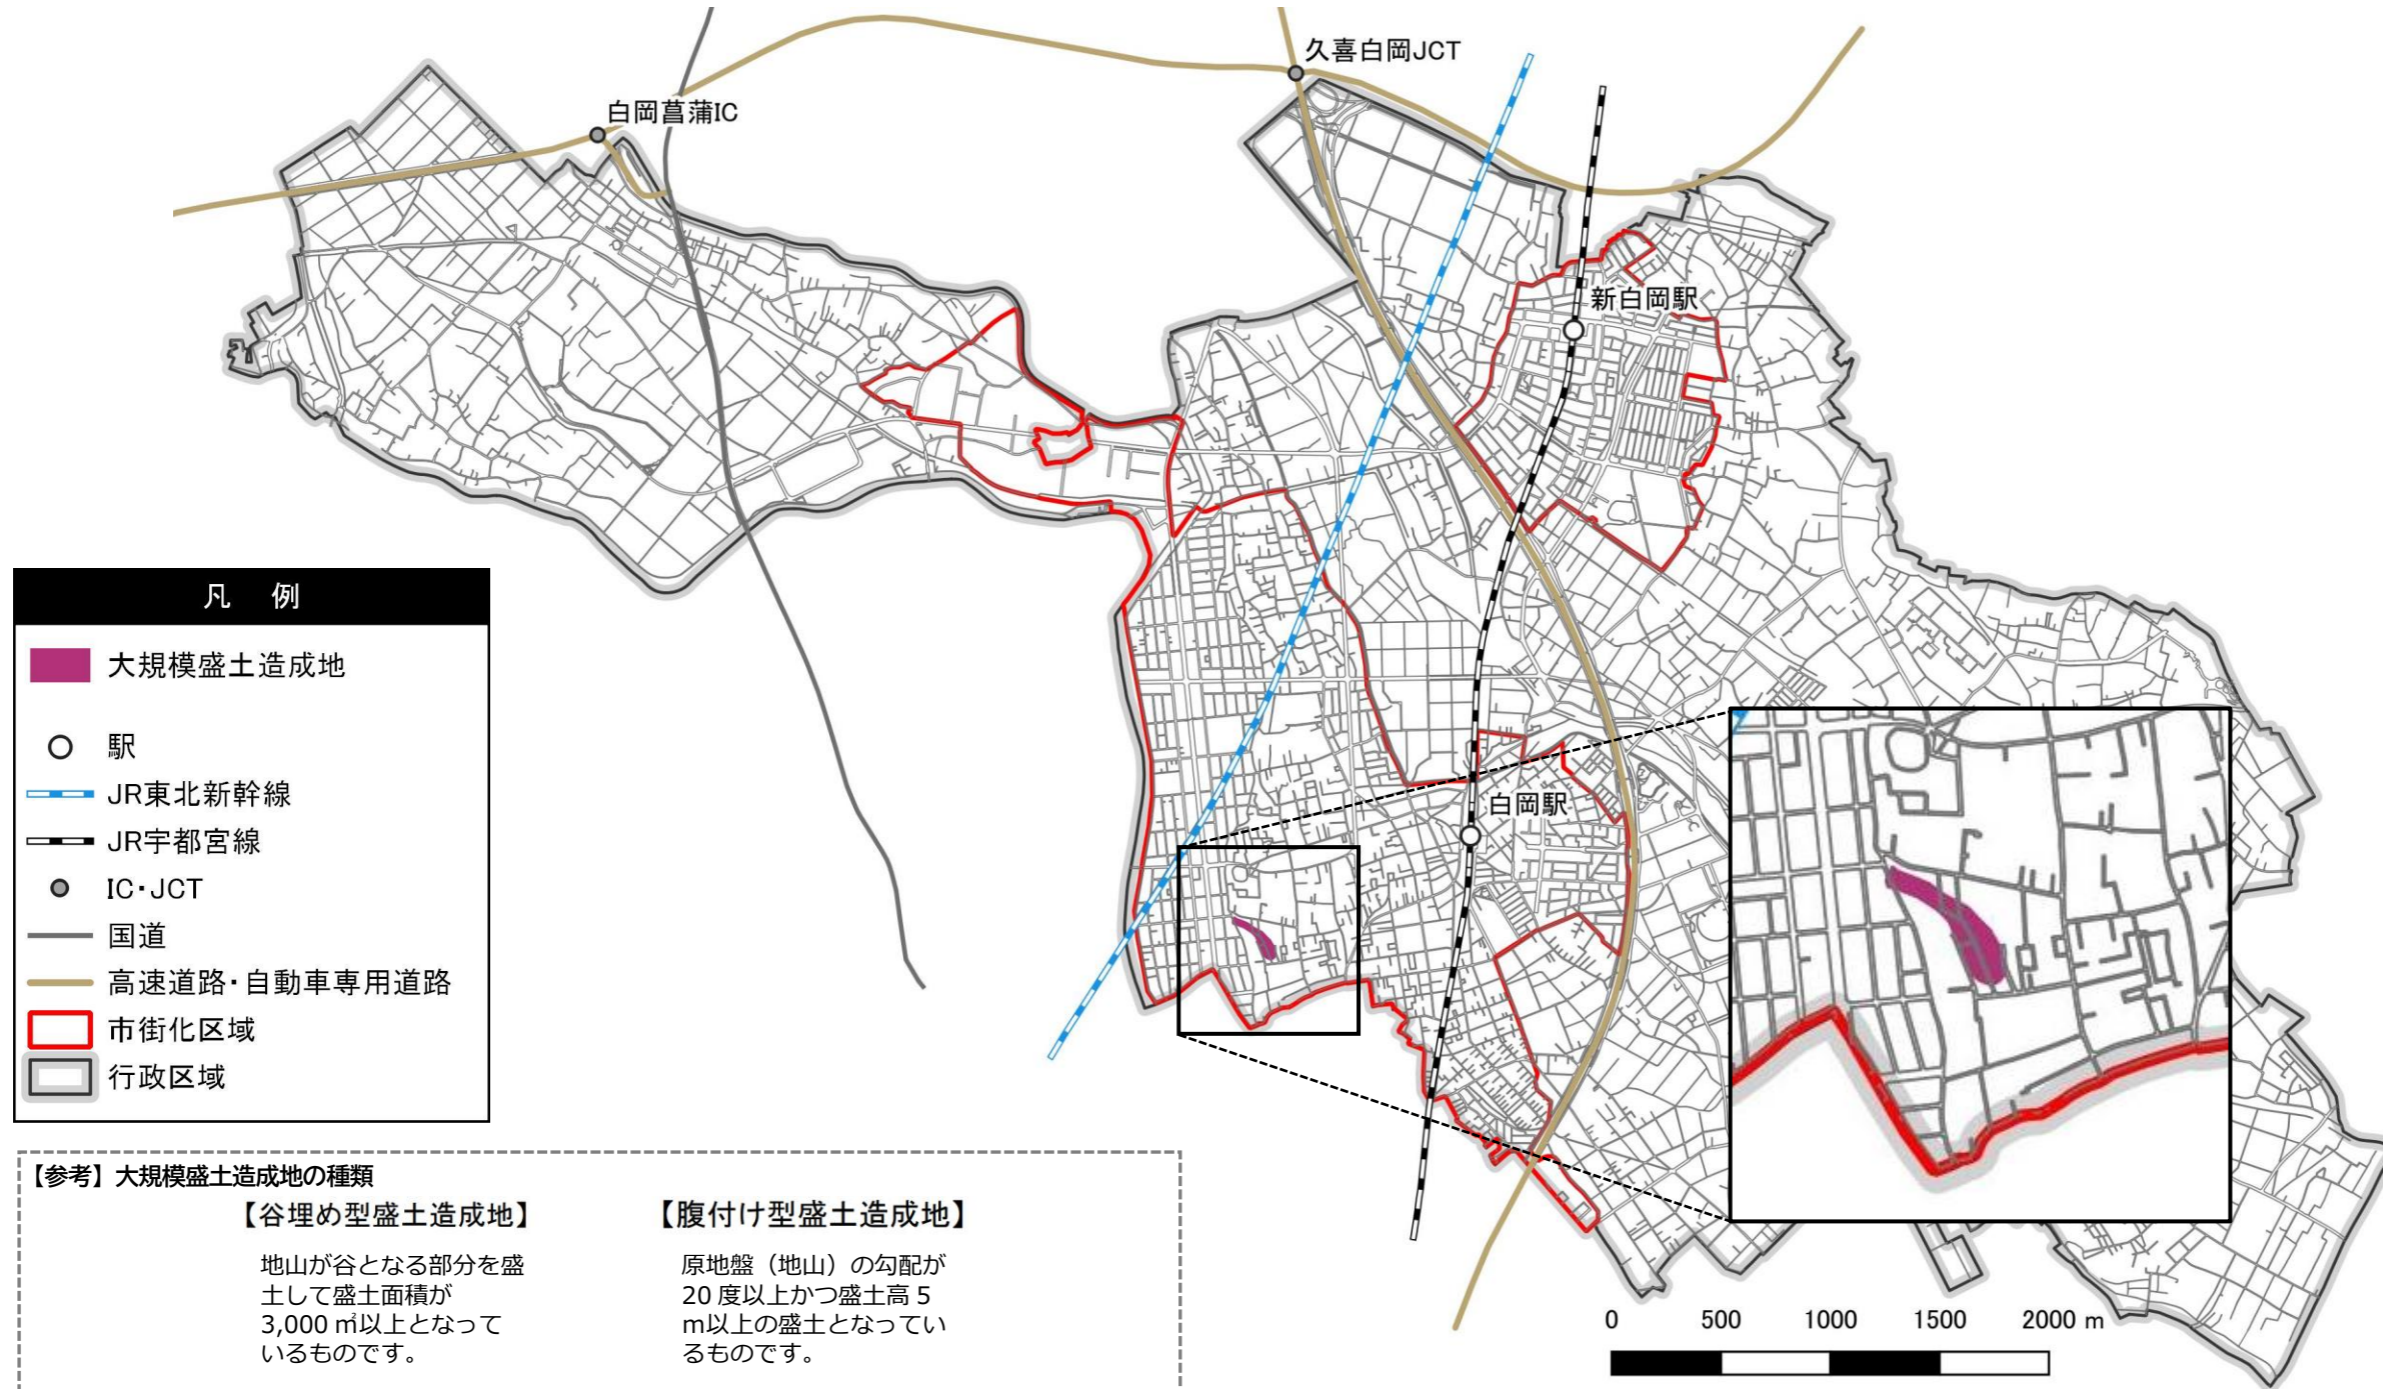 久喜白岡JCT
白岡菖蒲IC
新白岡駅
白岡駅
凡 例
大規模盛土造成地
駅
JR東北新幹線
JR宇都宮線
IC・JCT
国道
高速道路・自動車専用道路
市街化区域
行政区域
【参考】大規模盛土造成地の種類
【谷埋め型盛土造成地】
地山が谷となる部分を盛
土して盛土面積が
3,000 ㎡以上となって
いるものです。
【腹付け型盛土造成地】
原地盤（地山）の勾配が
20 度以上かつ盛土高 5
m以上の盛土となってい
るものです。
0 500 1000 1500 2000 m